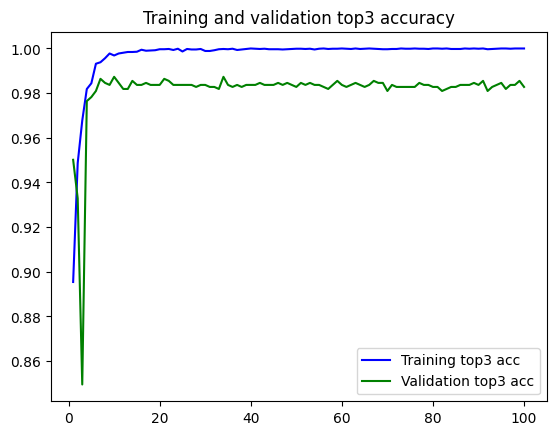 Training and validation top3 accuracy
1.00
0.98
0.96
0.94
0.92
0.90
0.88
0.86
Training top3 acc
Validation top3 acc
0 20 40 60 80 100